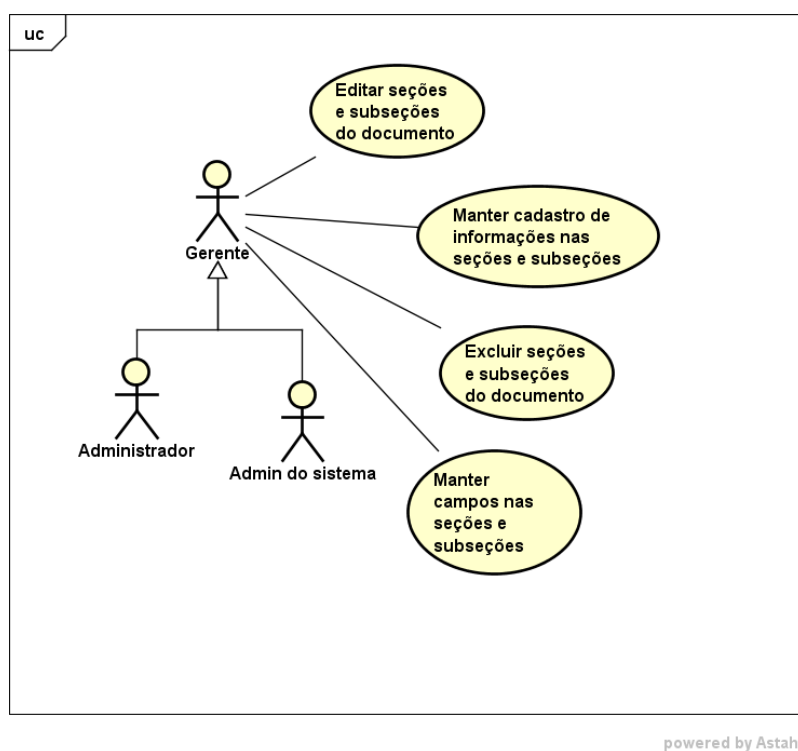 uc
Editar seções
e subseções
do documento
Gerente
Manter cadastro de
informações nas
seções e subseções
Excluir seções
e subseções
do documento
Administrador
Admin do sistema
Manter
campos nas
seções e
subseções
powered by Astah